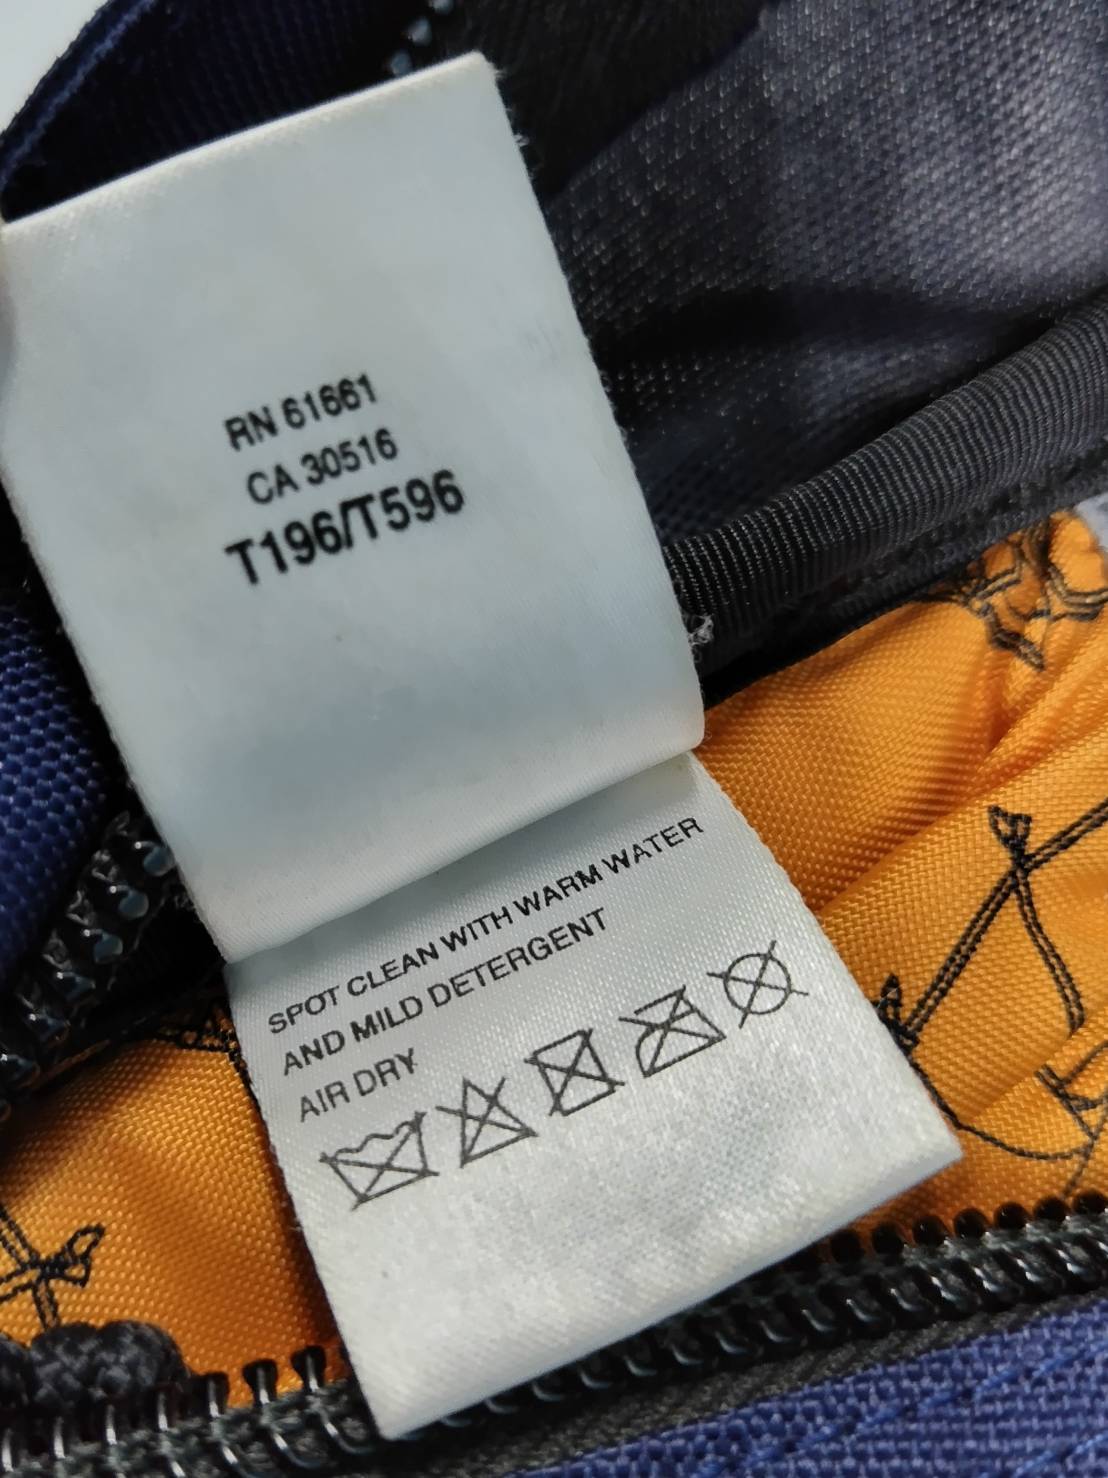 RN 61661
CA 30516
T196/T596
SPOT CLEAN WITH WARM WATER
AND MILD DETERGENT
AIR DRY